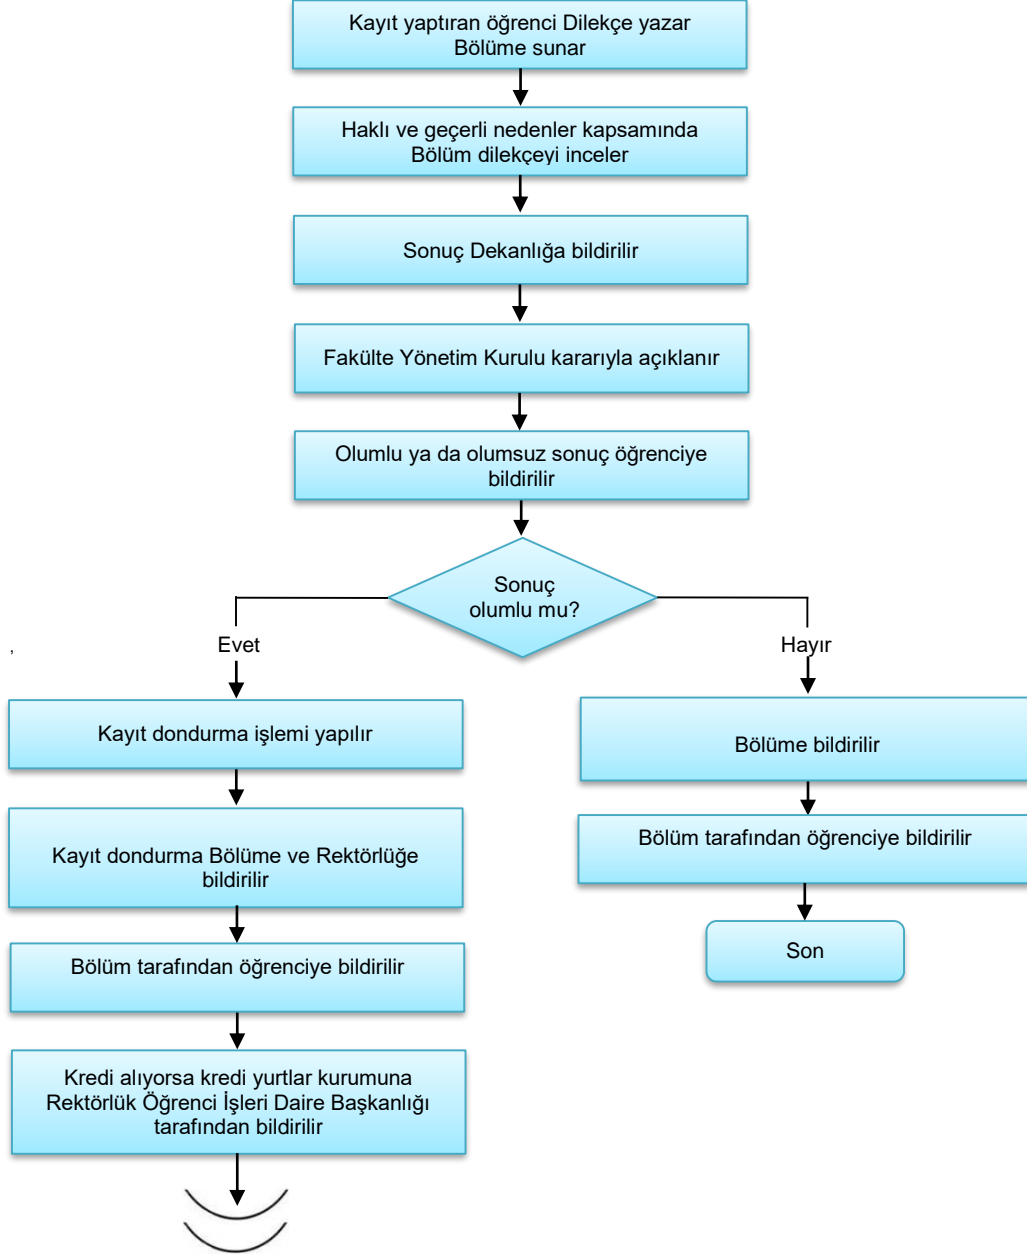 Kayıt yaptıran öğrenci Dilekçe yazar
Bölüme sunar
Haklı ve geçerli nedenler kapsamında
Bölüm dilekçeyi inceler
Sonuç Dekanlığa bildirilir
Fakülte Yönetim Kurulu kararıyla açıklanır
Olumlu ya da olumsuz sonuç öğrenciye
bildirilir
Sonuç
olumlu mu?
,
Evet
Kayıt dondurma işlemi yapılır
Kayıt dondurma Bölüme ve Rektörlüğe
bildirilir
Bölüm tarafından öğrenciye bildirilir
Kredi alıyorsa kredi yurtlar kurumuna
Rektörlük Öğrenci İşleri Daire Başkanlığı
tarafından bildirilir
Hayır
Bölüme bildirilir
Bölüm tarafından öğrenciye bildirilir
Son